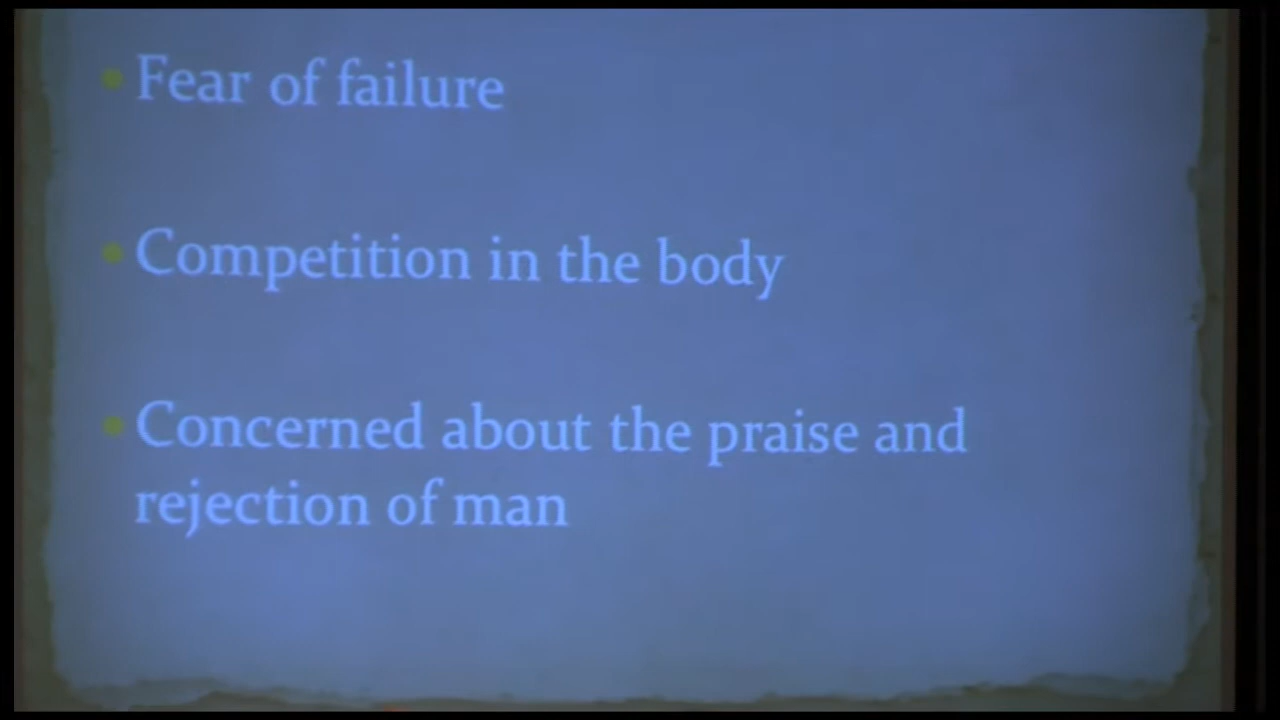 • Fear of failure
• Competition in the body
• Concerned about the praise and
rejection of man